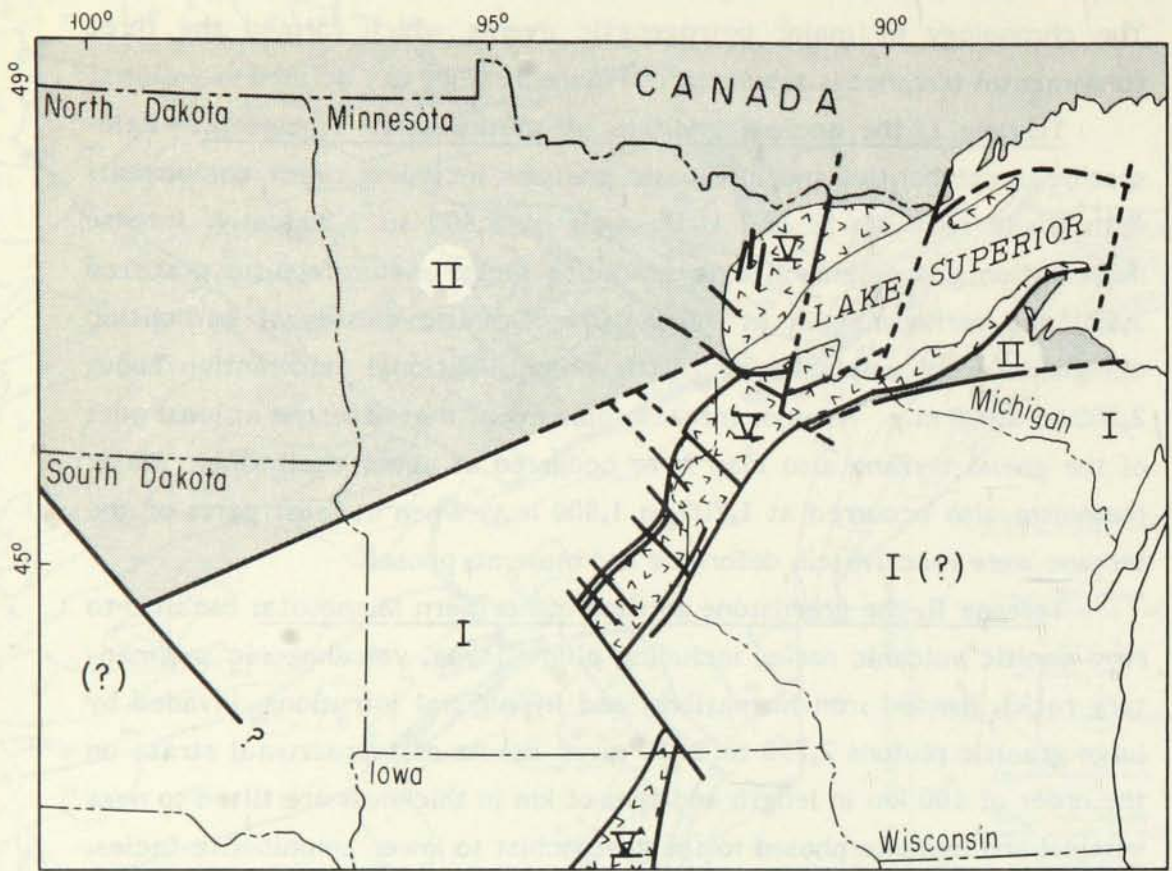 100° 95° 90°
49°
CANADA
North Dakota Minnesota
II V
LAKE SUPERIOR
II
Michigan
I
V
South Dakota
45°
I (?)
I
(?)
?
Iowa
V
Wisconsin